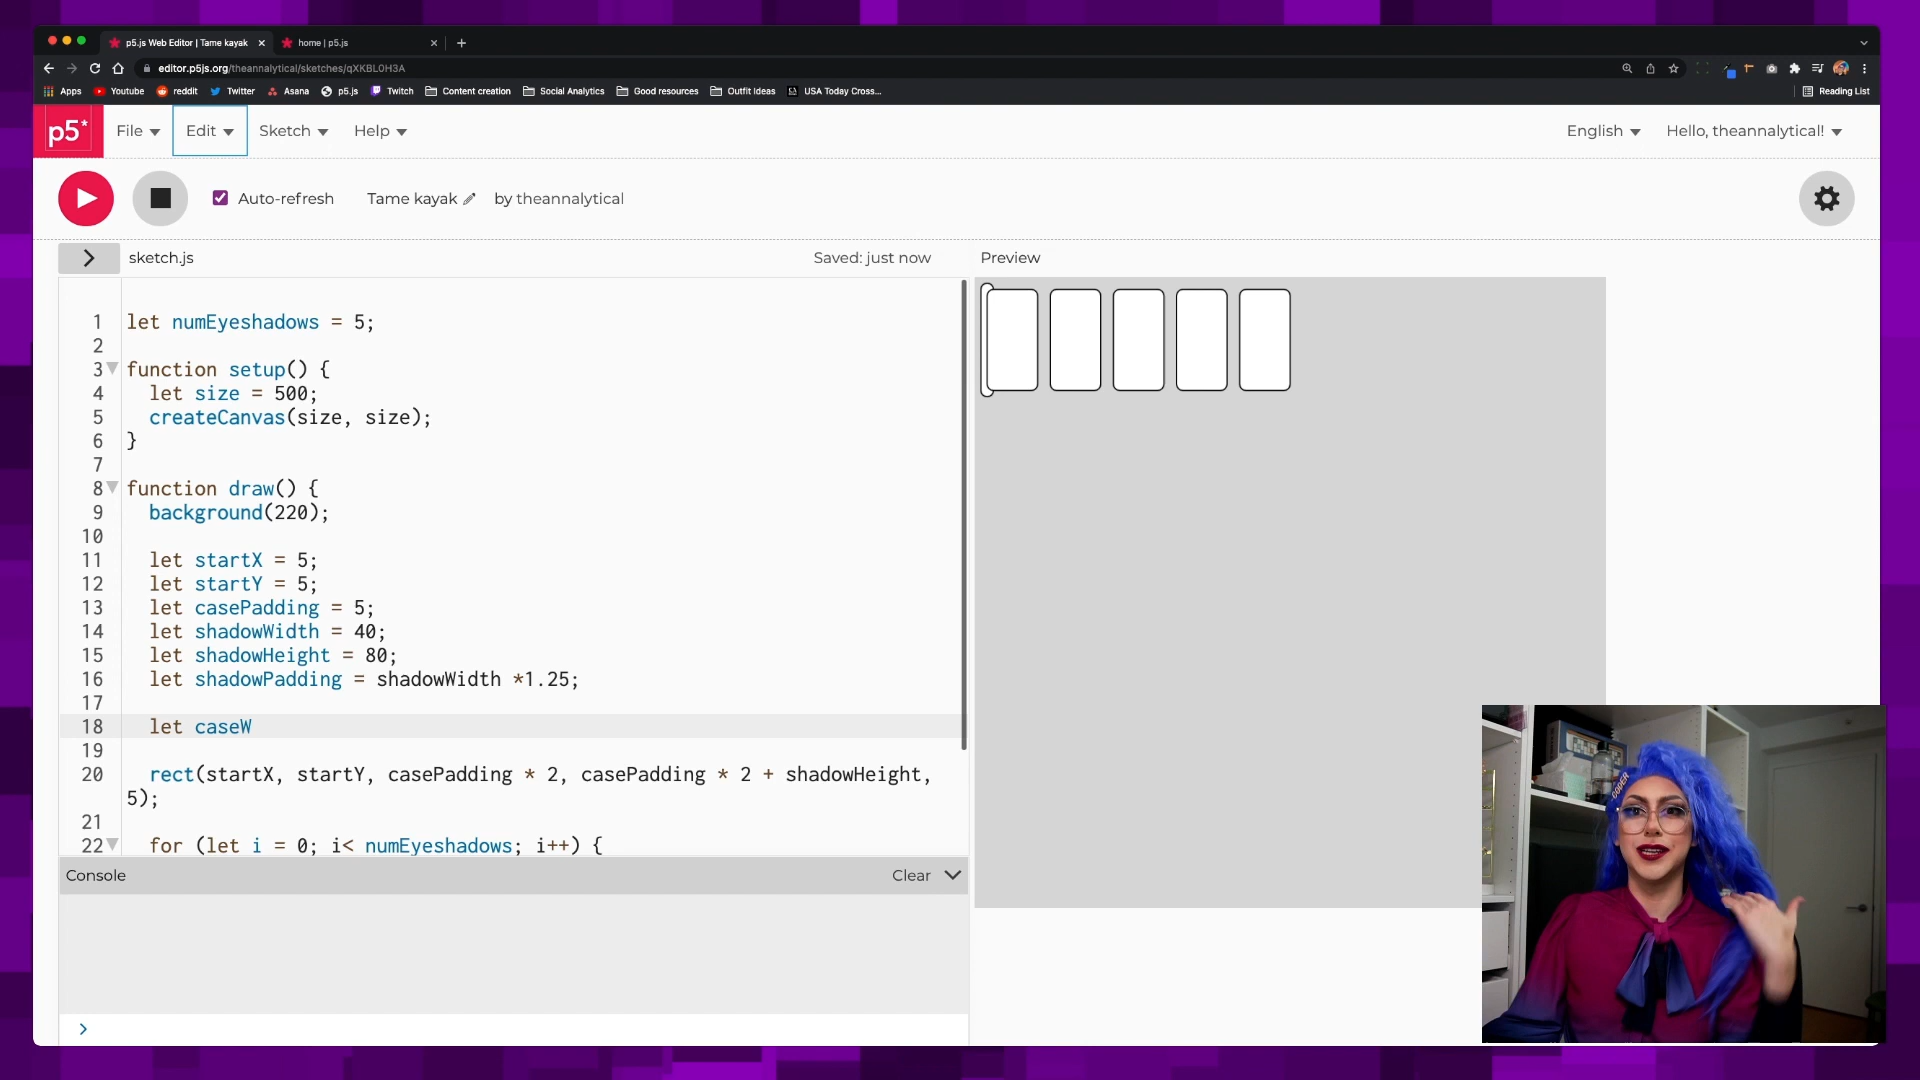 p5.js Web Editor | Tame kayak
home | p5.js
editor.p5js.org/theannalytical/sketches/qXKBL0H3A
Apps
Youtube
reddit
Twitter
Asana
p5.js
Twitch
Content creation
Social Analytics
Good resources
Outfit Ideas
USA Today Cross...
Reading List
p5*
File
Edit
Sketch
Help
English
Hello, theannalytical!
Auto-refresh
Tame kayak
by theannalytical
sketch.js
Saved: just now
Preview
1 let numEyeshadows = 5;
2
3 function setup() {
4 let size = 500;
5 createCanvas(size, size);
6 }
7
8 function draw() {
9 background(220);
10
11 let startX = 5;
12 let startY = 5;
13 let casePadding = 5;
14 let shadowWidth = 40;
15 let shadowHeight = 80;
16 let shadowPadding = shadowWidth *1.25;
17
18 let caseW
19
20 rect(startX, startY, casePadding * 2, casePadding * 2 + shadowHeight,
5);
21
22 for (let i = 0; i< numEyeshadows; i++) {
Console
Clear
>
CODER